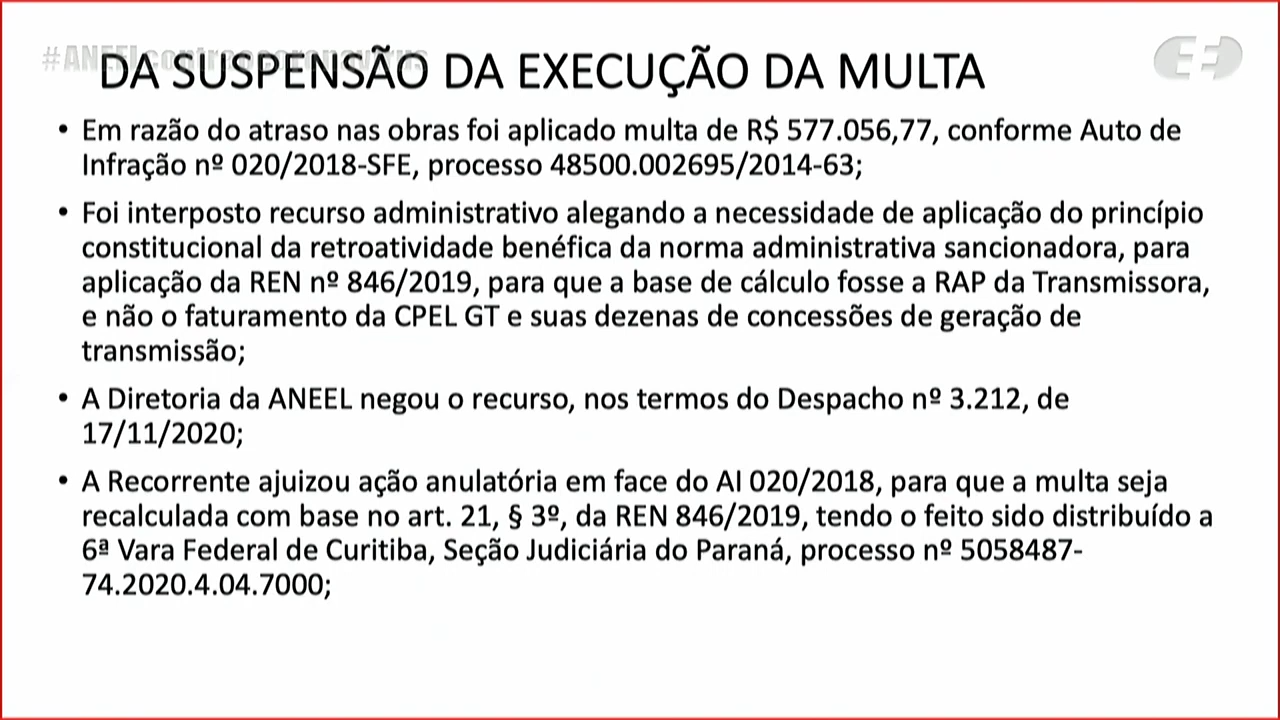 #ANEELcontraocoronavírus
DA SUSPENSÃO DA EXECUÇÃO DA MULTA
• Em razão do atraso nas obras foi aplicado multa de R$ 577.056,77, conforme Auto de
Infração nº 020/2018-SFE, processo 48500.002695/2014-63;
• Foi interposto recurso administrativo alegando a necessidade de aplicação do princípio
constitucional da retroatividade benéfica da norma administrativa sancionadora, para
aplicação da REN nº 846/2019, para que a base de cálculo fosse a RAP da Transmissora,
e não o faturamento da CPEL GT e suas dezenas de concessões de geração de
transmissão;
• A Diretoria da ANEEL negou o recurso, nos termos do Despacho nº 3.212, de
17/11/2020;
• A Recorrente ajuizou ação anulatória em face do AI 020/2018, para que a multa seja
recalculada com base no art. 21, § 3º, da REN 846/2019, tendo o feito sido distribuído a
6ª Vara Federal de Curitiba, Seção Judiciária do Paraná, processo nº 5058487-
74.2020.4.04.7000;